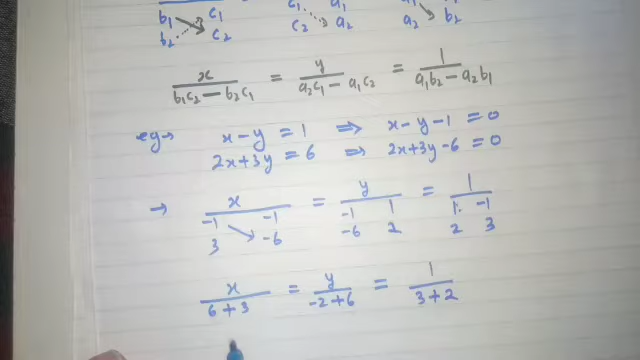 b₁ c₁ a₁ b₁
b₂ c₂ c₂ a₂ a₂ b₂
x/(b₁c₂ − b₂c₁) = y/(a₂c₁ − a₁c₂) = 1/(a₁b₂ − a₂b₁)
eg → x − y = 1 ⇒ x − y − 1 = 0
2x + 3y = 6 ⇒ 2x + 3y − 6 = 0
→ x = y = 1
-1 -1 -1 1 1 -1
3 -6 -6 2 2 3
x/(6 + 3) = y/(-2 + 6) = 1/(3 + 2)